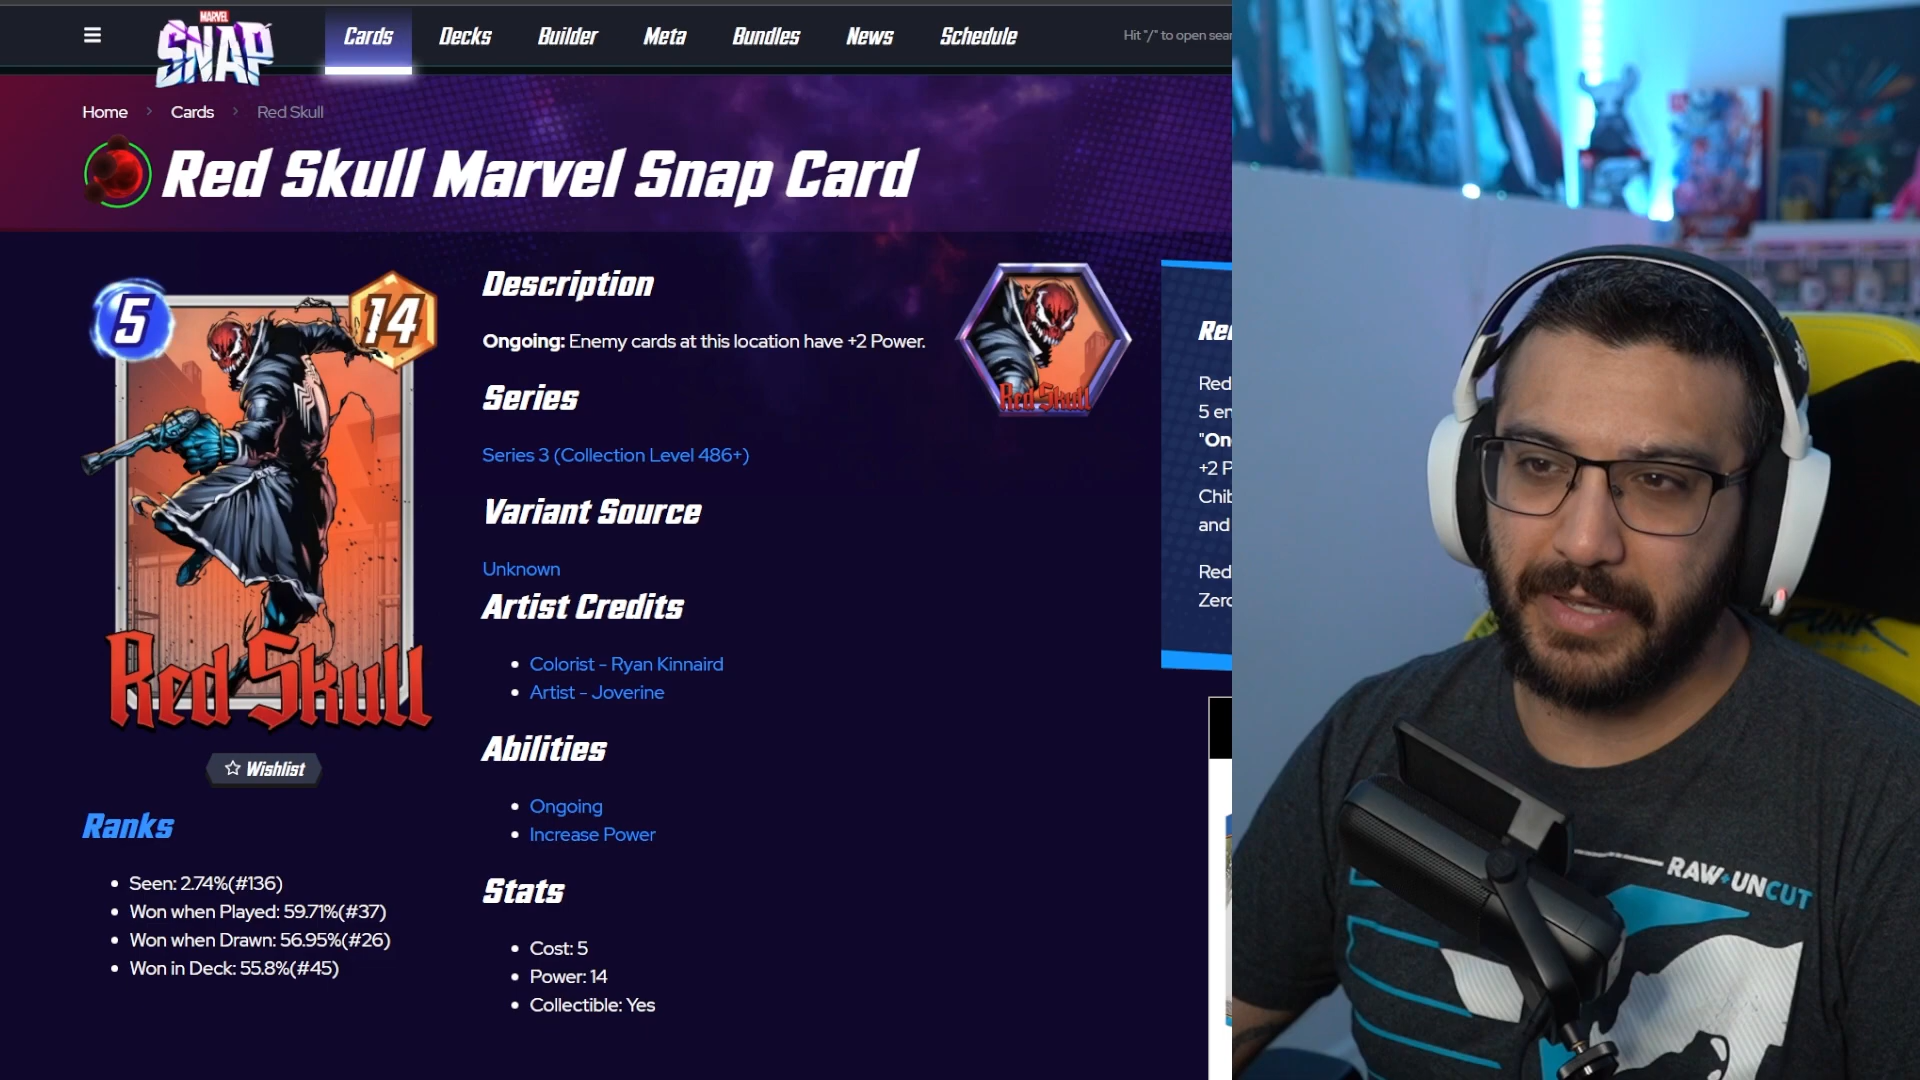 MARVEL
SNAP
Cards
Decks
Builder
Meta
Bundles
News
Schedule
Hit "/" to open sear
Home
Cards
Red Skull
Red Skull Marvel Snap Card
5
14
Red Skull
Wishlist
Ranks
Seen: 2.74%(#136)
Won when Played: 59.71%(#37)
Won when Drawn: 56.95%(#26)
Won in Deck: 55.8%(#45)
Description
Ongoing: Enemy cards at this location have +2 Power.
Series
Series 3 (Collection Level 486+)
Variant Source
Unknown
Artist Credits
Colorist - Ryan Kinnaird
Artist - Joverine
Abilities
Ongoing
Increase Power
Stats
Cost: 5
Power: 14
Collectible: Yes
Red Skull
Red
5 en
"On
+2 P
Chib
and
Red
Zero
RAW+UNCUT